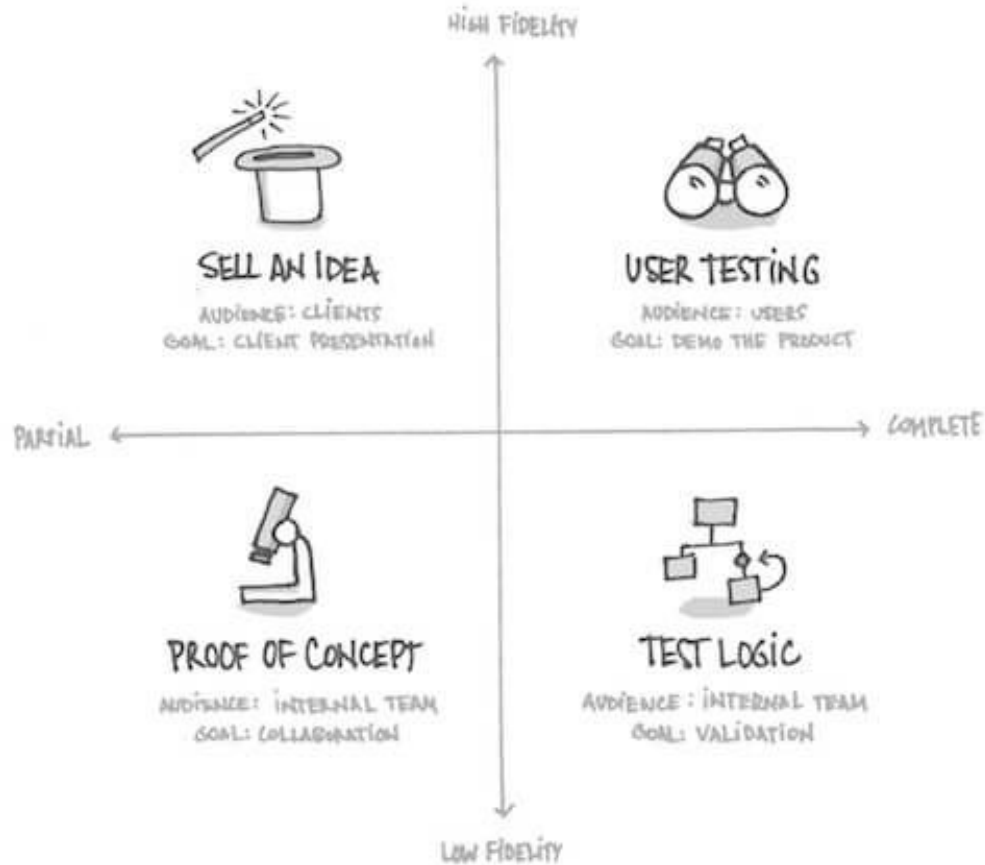 HIGH FIDELITY
SELL AN IDEA
AUDIENCE: CLIENTS
GOAL: CLIENT PRESENTATION
USER TESTING
AUDIENCE: USERS
GOAL: DEMO THE PRODUCT
PARTIAL
COMPLETE
PROOF OF CONCEPT
AUDIENCE: INTERNAL TEAM
GOAL: COLLABORATION
TEST LOGIC
AUDIENCE: INTERNAL TEAM
GOAL: VALIDATION
LOW FIDELITY